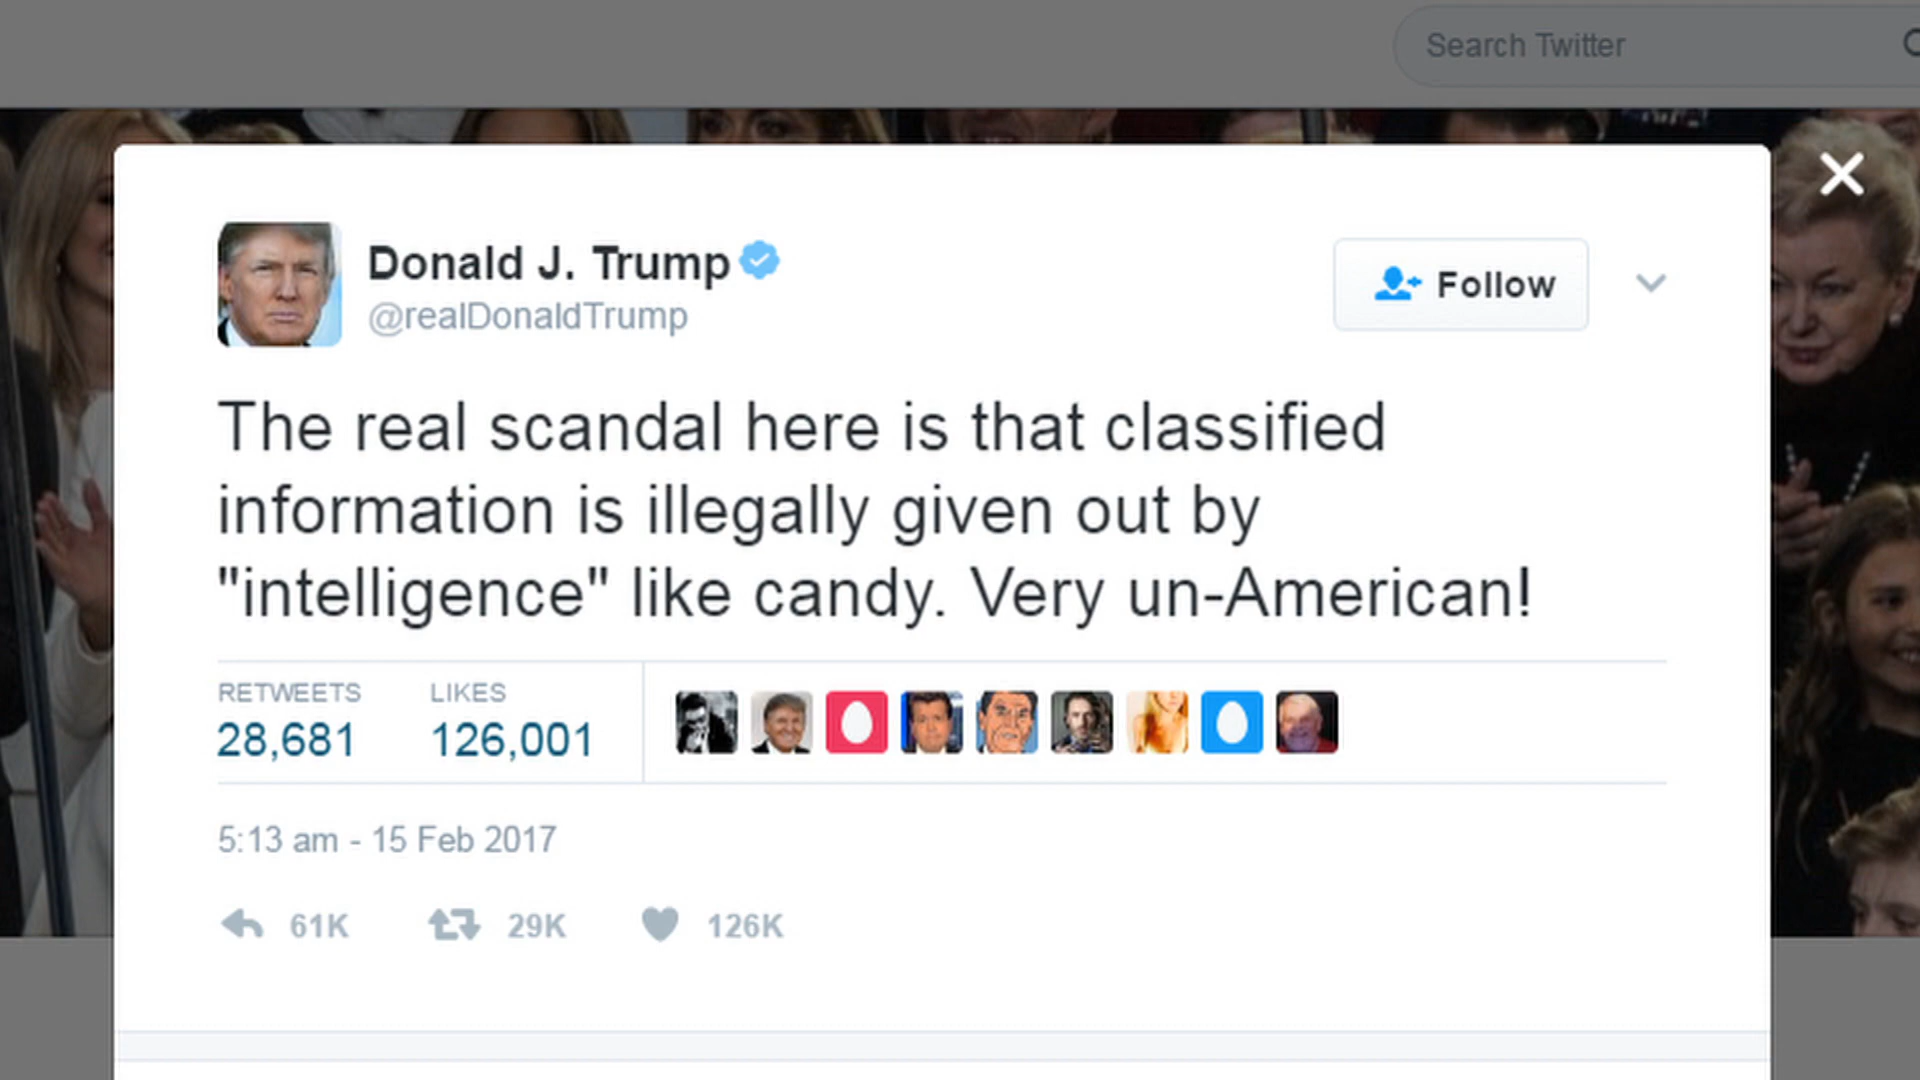 Search Twitter
Donald J. Trump
@realDonaldTrump
Follow
The real scandal here is that classified
information is illegally given out by
"intelligence" like candy. Very un-American!
RETWEETS LIKES
28,681 126,001
5:13 am - 15 Feb 2017
61K 29K 126K